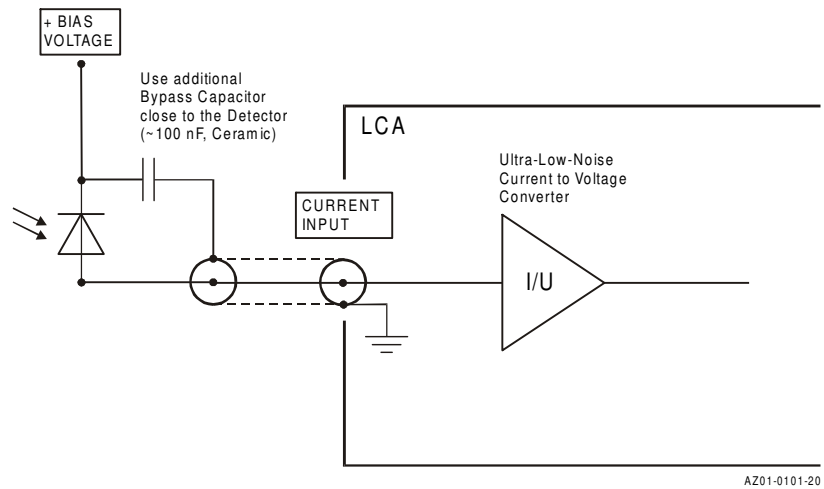 + BIAS
VOLTAGE
Use additional
Bypass Capacitor
close to the Detector
(~100 nF, Ceramic)
LCA
Ultra-Low-Noise
Current to Voltage
Converter
CURRENT
INPUT
I/U
AZ01-0101-20